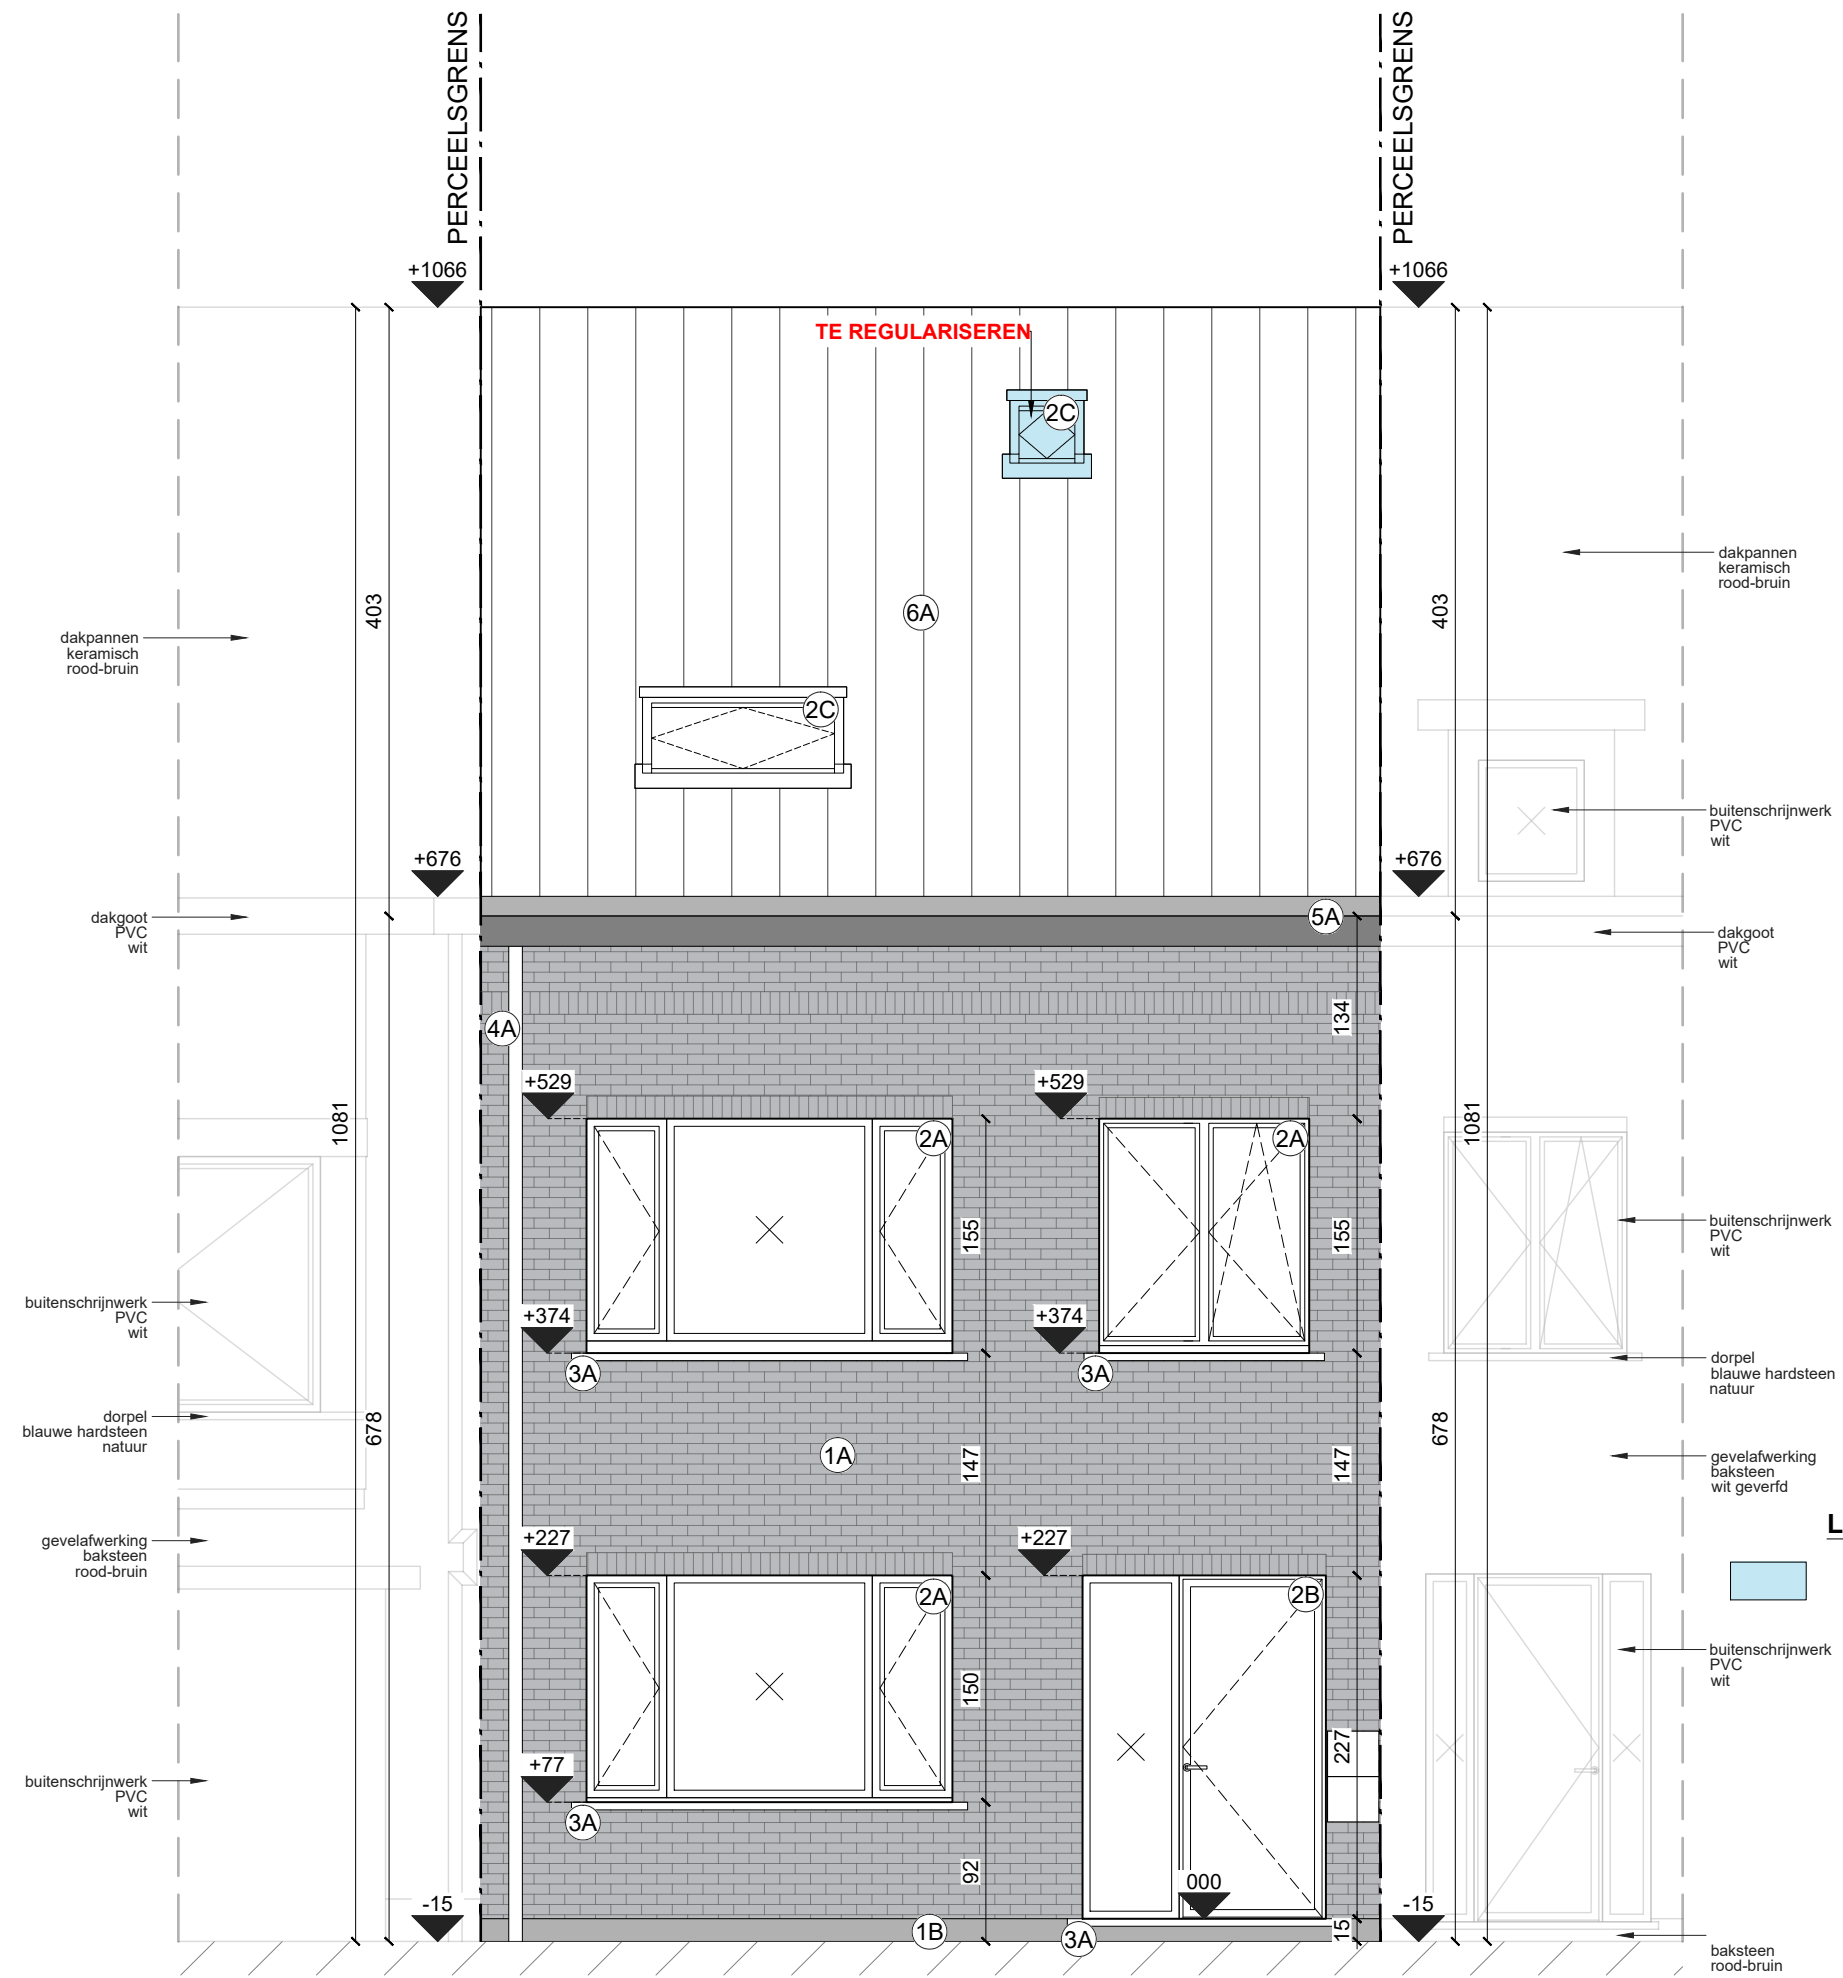 PERCEELSGRENS
PERCEELSGRENS
+1066
+1066
TE REGULARISEREN
2C
dakpannen
keramisch
rood-bruin
403
403
6A
dakpannen
keramisch
rood-bruin
2C
buitenschrijnwerk
PVC
wit
+676
+676
5A
dakgoot
PVC
wit
dakgoot
PVC
wit
134
4A
+529
+529
1081
1081
2A
2A
155
155
buitenschrijnwerk
PVC
wit
buitenschrijnwerk
PVC
wit
+374
+374
3A
3A
dorpel
blauwe hardsteen
natuur
dorpel
blauwe hardsteen
natuur
678
678
1A
147
147
gevelafwerking
baksteen
wit geverfd
L
+227
+227
gevelafwerking
baksteen
rood-bruin
2A
2B
150
buitenschrijnwerk
PVC
wit
227
+77
buitenschrijnwerk
PVC
wit
3A
92
000
-15
-15
1B
3A
15
baksteen
rood-bruin